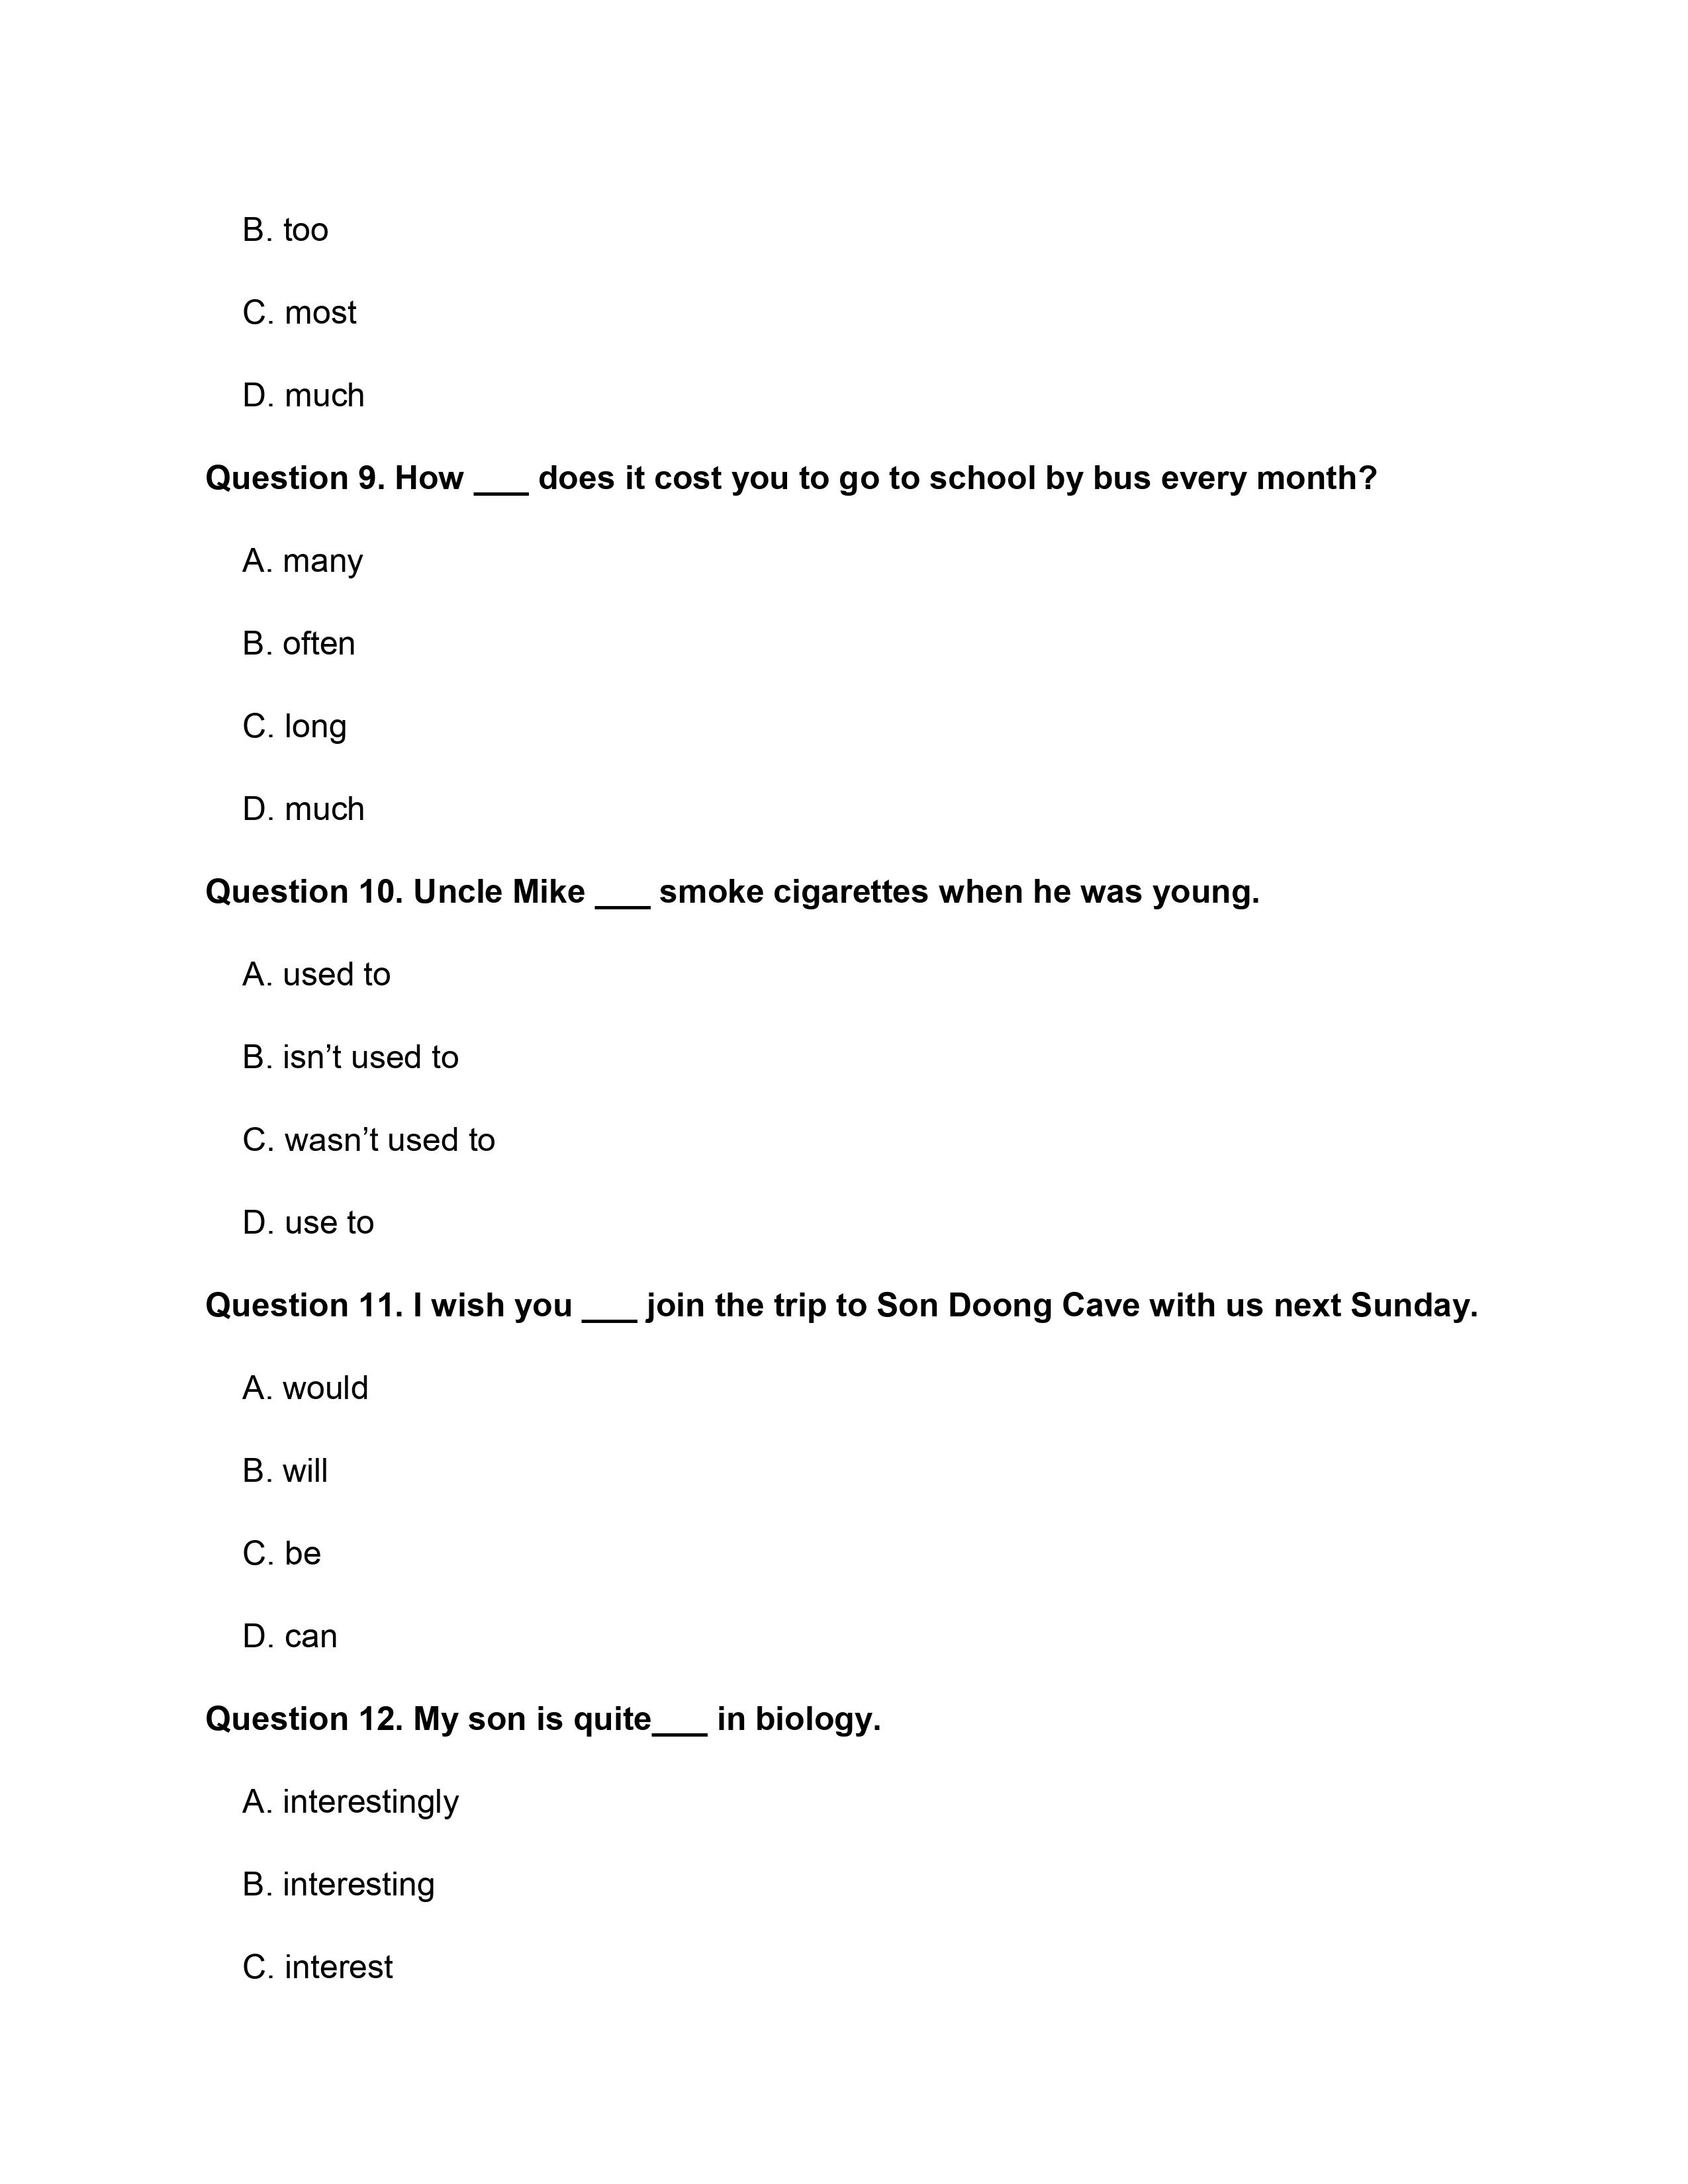 B. too
C. most
D. much
Question 9. How ___ does it cost you to go to school by bus every month?
A. many
B. often
C. long
D. much
Question 10. Uncle Mike ___ smoke cigarettes when he was young.
A. used to
B. isn’t used to
C. wasn’t used to
D. use to
Question 11. I wish you ___ join the trip to Son Doong Cave with us next Sunday.
A. would
B. will
C. be
D. can
Question 12. My son is quite___ in biology.
A. interestingly
B. interesting
C. interest